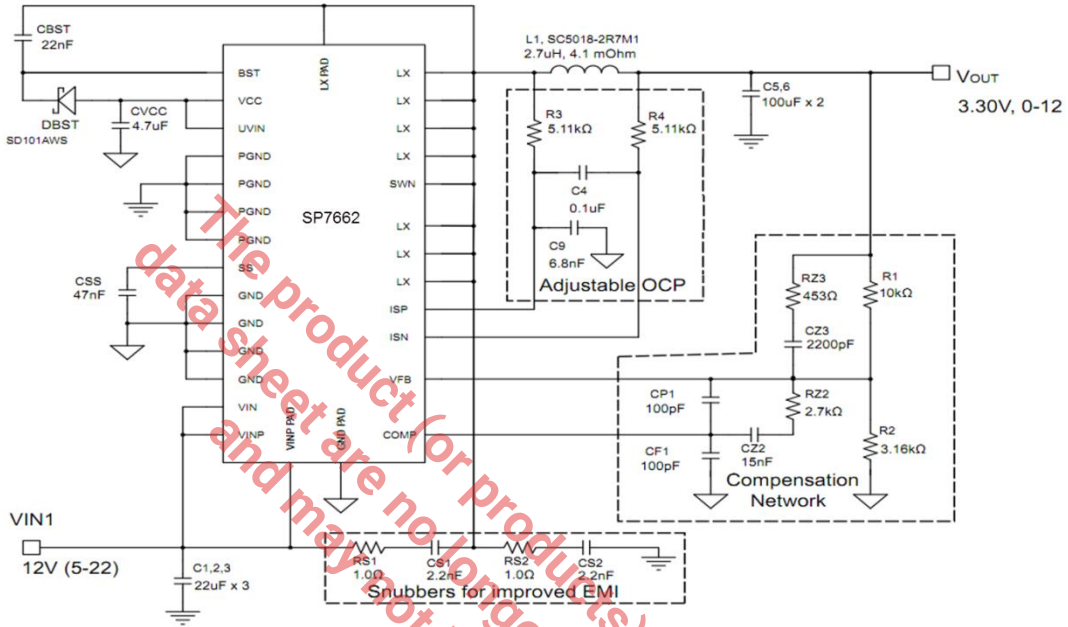 CBST
22nF
L1, SC5018-2R7M1
2.7uH, 4.1 mOhm
BST
LX PAD
LX
VOUT
3.30V, 0-12
C5,6
100uF x 2
VCC
LX
CVCC
4.7uF
DBST
SD101AWS
UVIN
LX
R3
5.11kΩ
R4
5.11kΩ
PGND
LX
PGND
SWN
C4
0.1uF
PGND
LX
SP7662
PGND
LX
C9
6.8nF
SS
LX
Adjustable OCP
CSS
47nF
GND
ISP
GND
ISN
RZ3
453Ω
R1
10kΩ
GND
CZ3
2200pF
GND
VFB
CP1
100pF
RZ2
2.7kΩ
VIN
VINP
VINP PAD
GND PAD
COMP
CF1
100pF
CZ2
15nF
R2
3.16kΩ
Compensation
Network
VIN1
12V (5-22)
C1,2,3
22uF x 3
RS1
1.0Ω
CS1
2.2nF
RS2
1.0Ω
CS2
2.2nF
Snubbers for Improved EMI
The product (or products)
data sheet are no longe
and may not